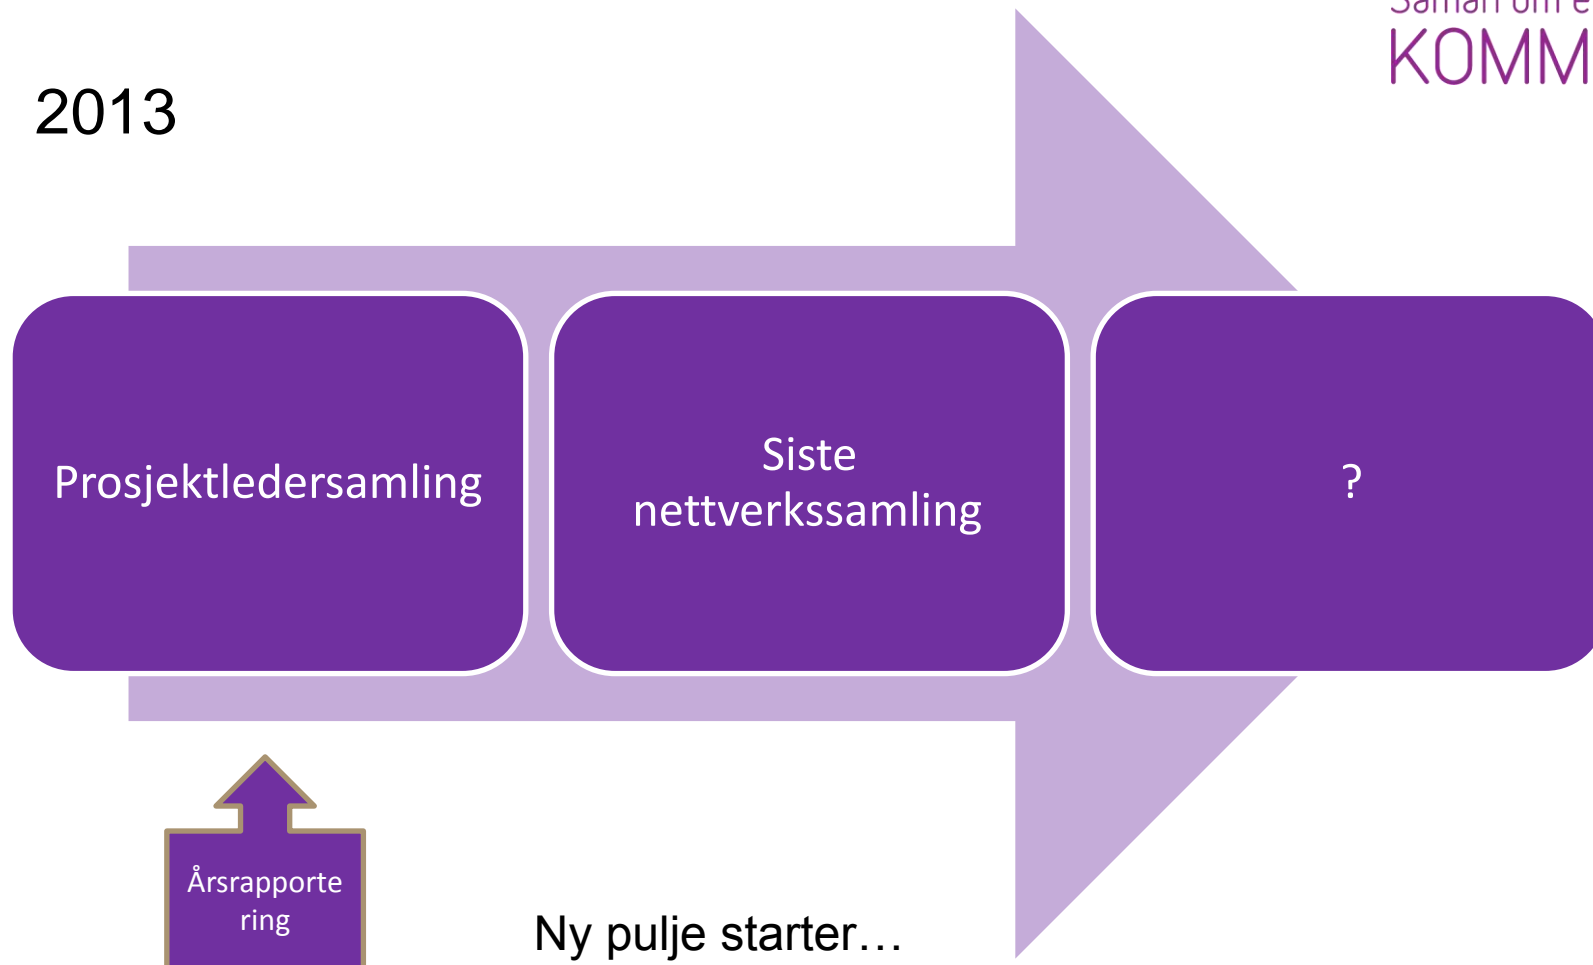 KOMM
2013
Prosjektledersamling
Siste
nettverkssamling
?
Årsrapporte
ring
Ny pulje starter…